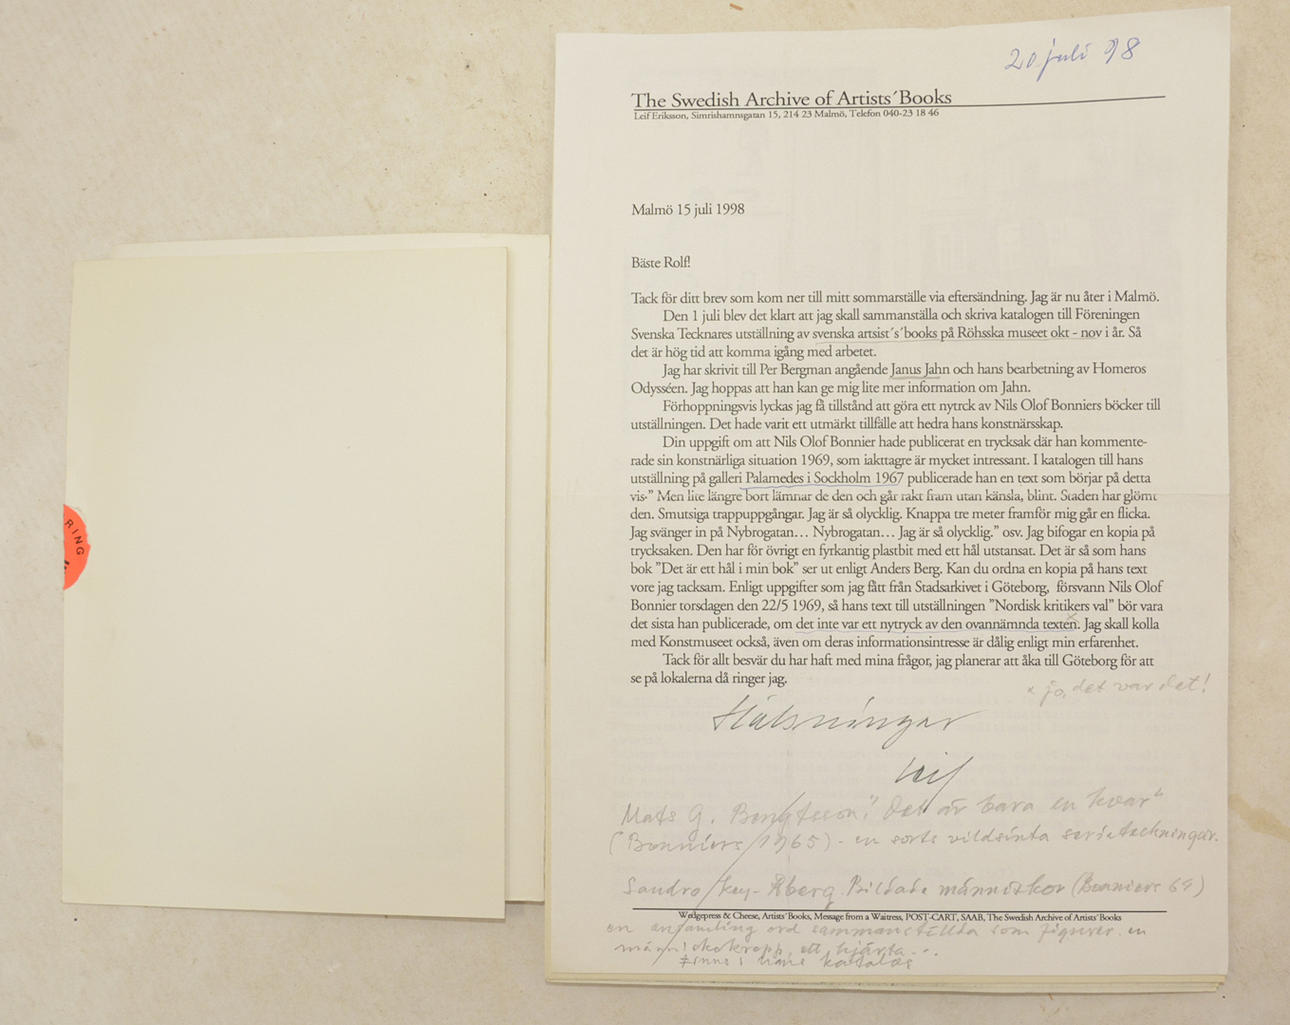 20 juli 98
The Swedish Archive of Artists´Books
Leif Eriksson, Simrishamnsgatan 15, 214 23 Malmö, Telefon 040-23 18 46
Malmö 15 juli 1998
Bäste Rolf!
Tack för ditt brev som kom ner till mitt sommarställe via eftersändning. Jag är nu åter i Malmö.
Den 1 juli blev det klart att jag skall sammanställa och skriva katalogen till Föreningen
Svenska Tecknares utställning av svenska artsist´s´books på Röhsska museet okt - nov i år. Så
det är hög tid att komma igång med arbetet.
Jag har skrivit till Per Bergman angående Janus Jahn och hans bearbetning av Homeros
Odysséen. Jag hoppas att han kan ge mig lite mer information om Jahn.
Förhoppningsvis lyckas jag få tillstånd att göra ett nytrck av Nils Olof Bonniers böcker till
utställningen. Det hade varit ett utmärkt tillfälle att hedra hans konstnärsskap.
Din uppgift om att Nils Olof Bonnier hade publicerat en trycksak där han kommente-
rade sin konstnärliga situation 1969, som iakttagre är mycket intressant. I katalogen till hans
utställning på galleri Palamedes i Sockholm 1967 publicerade han en text som börjar på detta
vis-” Men lite längre bort lämnar de den och går rakt fram utan känsla, blint. Staden har glömt
den. Smutsiga trappuppgångar. Jag är så olycklig. Knappa tre meter framför mig går en flicka.
Jag svänger in på Nybrogatan… Nybrogatan… Jag är så olycklig.” osv. Jag bifogar en kopia på
trycksaken. Den har för övrigt en fyrkantig plastbit med ett hål utstansat. Det är så som hans
bok ”Det är ett hål i min bok” ser ut enligt Anders Berg. Kan du ordna en kopia på hans text
vore jag tacksam. Enligt uppgifter som jag fått från Stadsarkivet i Göteborg, försvann Nils Olof
Bonnier torsdagen den 22/5 1969, så hans text till utställningen ”Nordisk kritikers val” bör vara
det sista han publicerade, om det inte var ett nytryck av den ovannämnda texten. Jag skall kolla
med Konstmuseet också, även om deras informationsintresse är dålig enligt min erfarenhet.
Tack för allt besvär du har haft med mina frågor, jag planerar att åka till Göteborg för att
se på lokalerna då ringer jag.
x jo, det var det!
Hälsningar
Leif
Mats G. Bengtsson: "Det är bara en kvar"
(Bonniers 1965) - en sorts vildsinta serieteckningar.
Sandro Key-Åberg. Bildade människor (Bonniers 64)
Wedgepress & Cheese, Artists´Books, Message from a Waitress, POST-CART, SAAB, The Swedish Archive of Artists´Books
en ansamling ord sammanställda som figurer. en
människokropp, ett hjärta...
Finns i katalog
RING